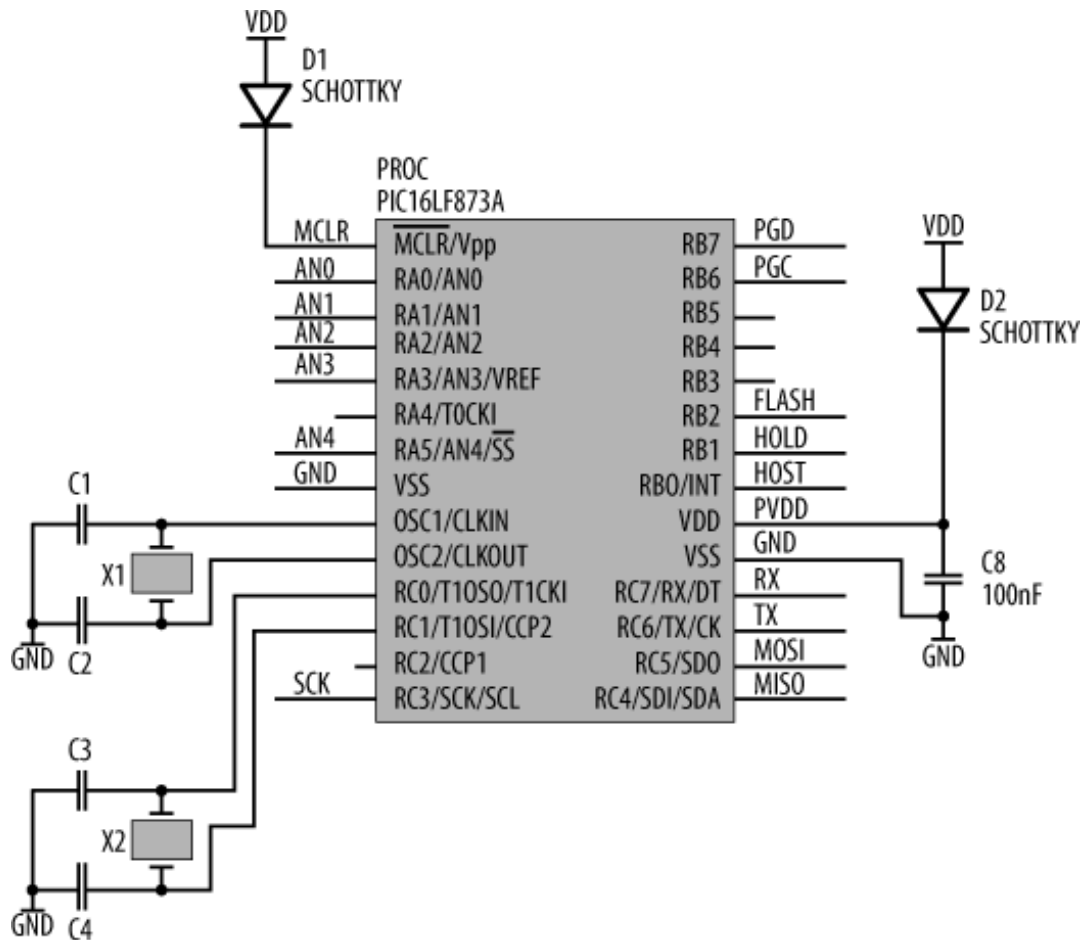 VDD
D1
SCHOTTKY
PROC
PIC16LF873A
MCLR
MCLR/Vpp
RB7
PGD
AN0
RA0/AN0
RB6
PGC
AN1
RA1/AN1
RB5
AN2
RA2/AN2
RB4
AN3
RA3/AN3/VREF
RB3
RA4/T0CKI
RB2
FLASH
AN4
RA5/AN4/SS
RB1
HOLD
GND
VSS
RBO/INT
HOST
OSC1/CLKIN
VDD
PVDD
OSC2/CLKOUT
VSS
GND
RC0/T1OSO/T1CKI
RC7/RX/DT
RX
RC1/T1OSI/CCP2
RC6/TX/CK
TX
RC2/CCP1
RC5/SDO
MOSI
SCK
RC3/SCK/SCL
RC4/SDI/SDA
MISO
VDD
D2
SCHOTTKY
C8
100nF
GND
C1
X1
GND
C2
C3
X2
GND
C4